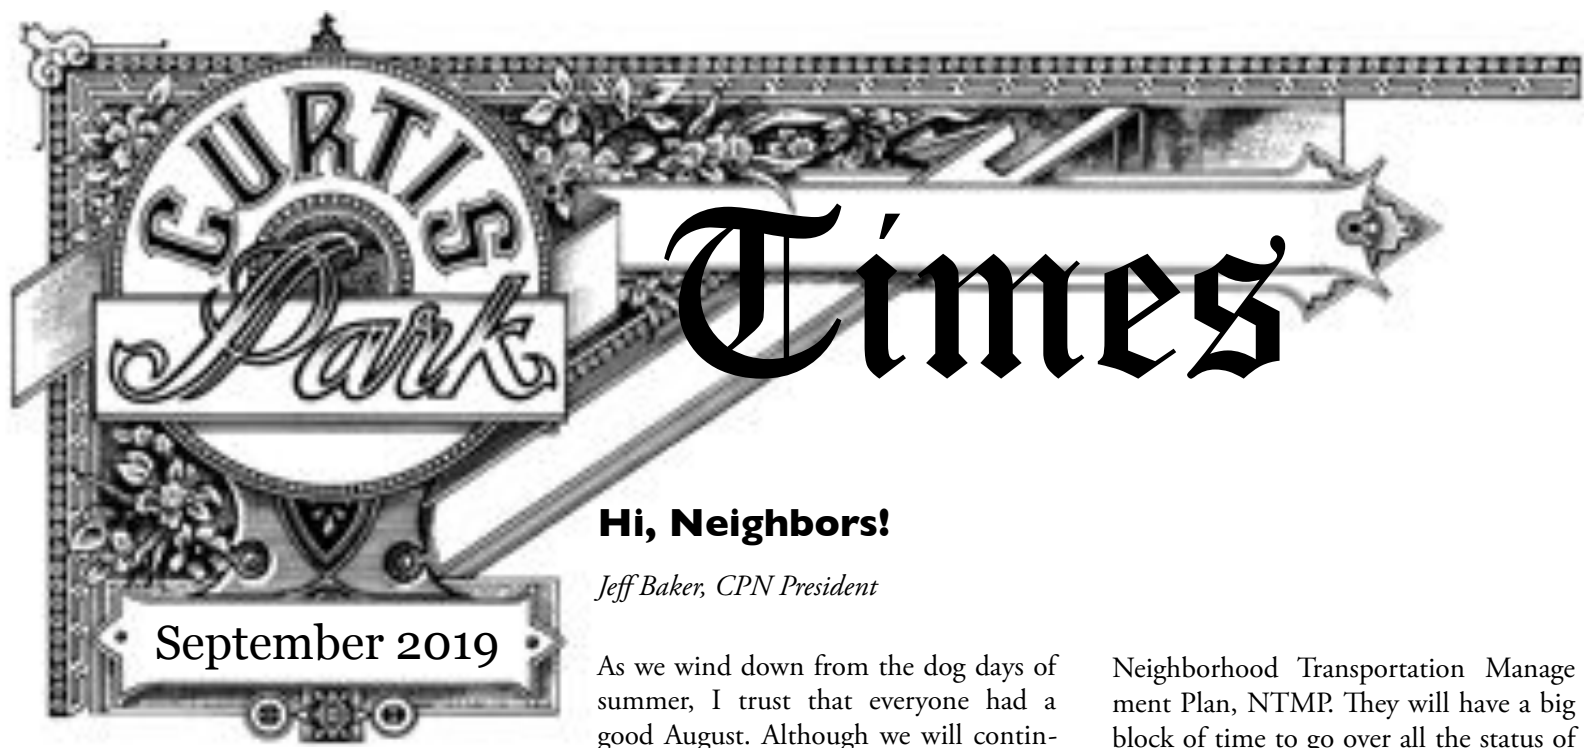 CURTIS
Park
Times
September 2019
Hi, Neighbors!
Jeff Baker, CPN President
As we wind down from the dog days of
summer, I trust that everyone had a
good August. Although we will contin-
Neighborhood Transportation Manage
ment Plan, NTMP. They will have a big
block of time to go over all the status of